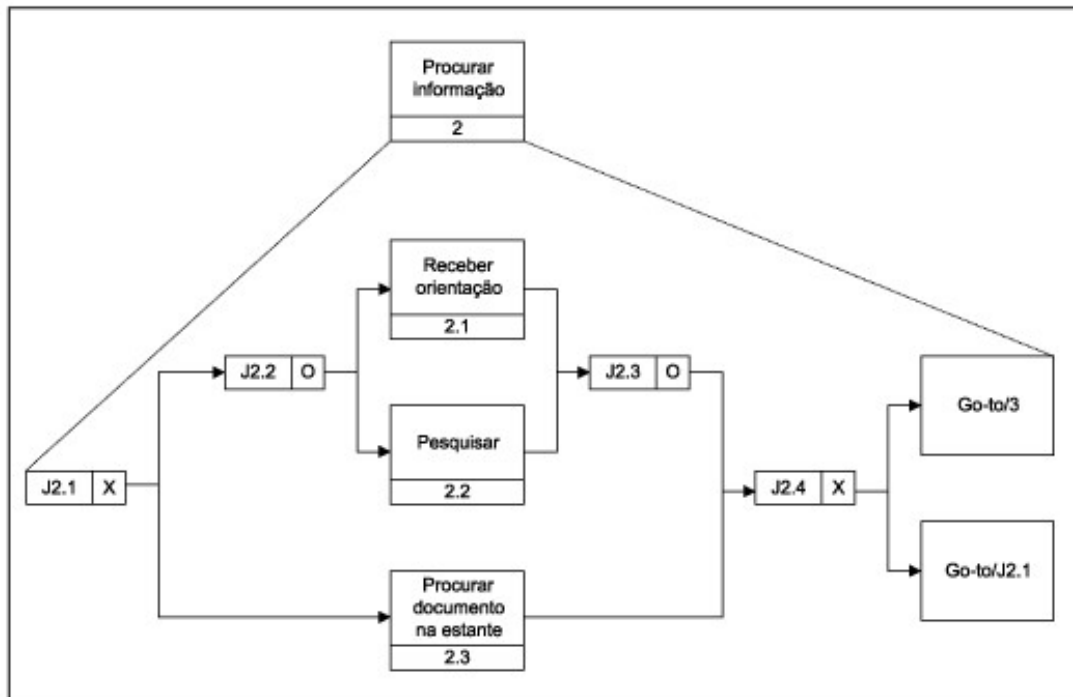 Procurar
informação
2
Receber
orientação
2.1
J2.2 O
J2.3 O
Go-to/3
Pesquisar
2.2
J2.1 X
J2.4 X
Go-to/J2.1
Procurar
documento
na estante
2.3